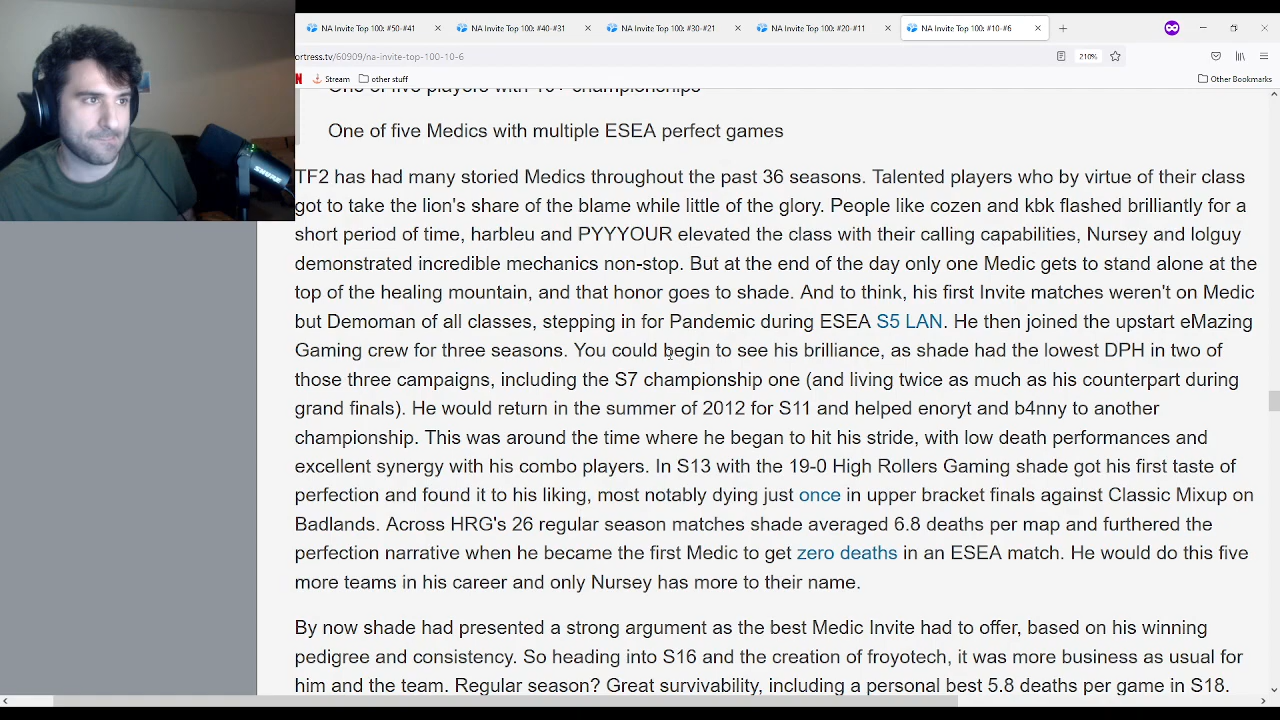 NA Invite Top 100: #50-#41
NA Invite Top 100: #40-#31
NA Invite Top 100: #30-#21
NA Invite Top 100: #20-#11
NA Invite Top 100: #10-#6
ortress.tv/60909/na-invite-top-100-10-6
210%
Stream
other stuff
Other Bookmarks
One of five players with 10+ championships
One of five Medics with multiple ESEA perfect games
TF2 has had many storied Medics throughout the past 36 seasons. Talented players who by virtue of their class
got to take the lion's share of the blame while little of the glory. People like cozen and kbk flashed brilliantly for a
short period of time, harbleu and PYYYOUR elevated the class with their calling capabilities, Nursey and lolguy
demonstrated incredible mechanics non-stop. But at the end of the day only one Medic gets to stand alone at the
top of the healing mountain, and that honor goes to shade. And to think, his first Invite matches weren't on Medic
but Demoman of all classes, stepping in for Pandemic during ESEA S5 LAN. He then joined the upstart eMazing
Gaming crew for three seasons. You could begin to see his brilliance, as shade had the lowest DPH in two of
those three campaigns, including the S7 championship one (and living twice as much as his counterpart during
grand finals). He would return in the summer of 2012 for S11 and helped enoryt and b4nny to another
championship. This was around the time where he began to hit his stride, with low death performances and
excellent synergy with his combo players. In S13 with the 19-0 High Rollers Gaming shade got his first taste of
perfection and found it to his liking, most notably dying just once in upper bracket finals against Classic Mixup on
Badlands. Across HRG's 26 regular season matches shade averaged 6.8 deaths per map and furthered the
perfection narrative when he became the first Medic to get zero deaths in an ESEA match. He would do this five
more teams in his career and only Nursey has more to their name.
By now shade had presented a strong argument as the best Medic Invite had to offer, based on his winning
pedigree and consistency. So heading into S16 and the creation of froyotech, it was more business as usual for
him and the team. Regular season? Great survivability, including a personal best 5.8 deaths per game in S18.
SHURE